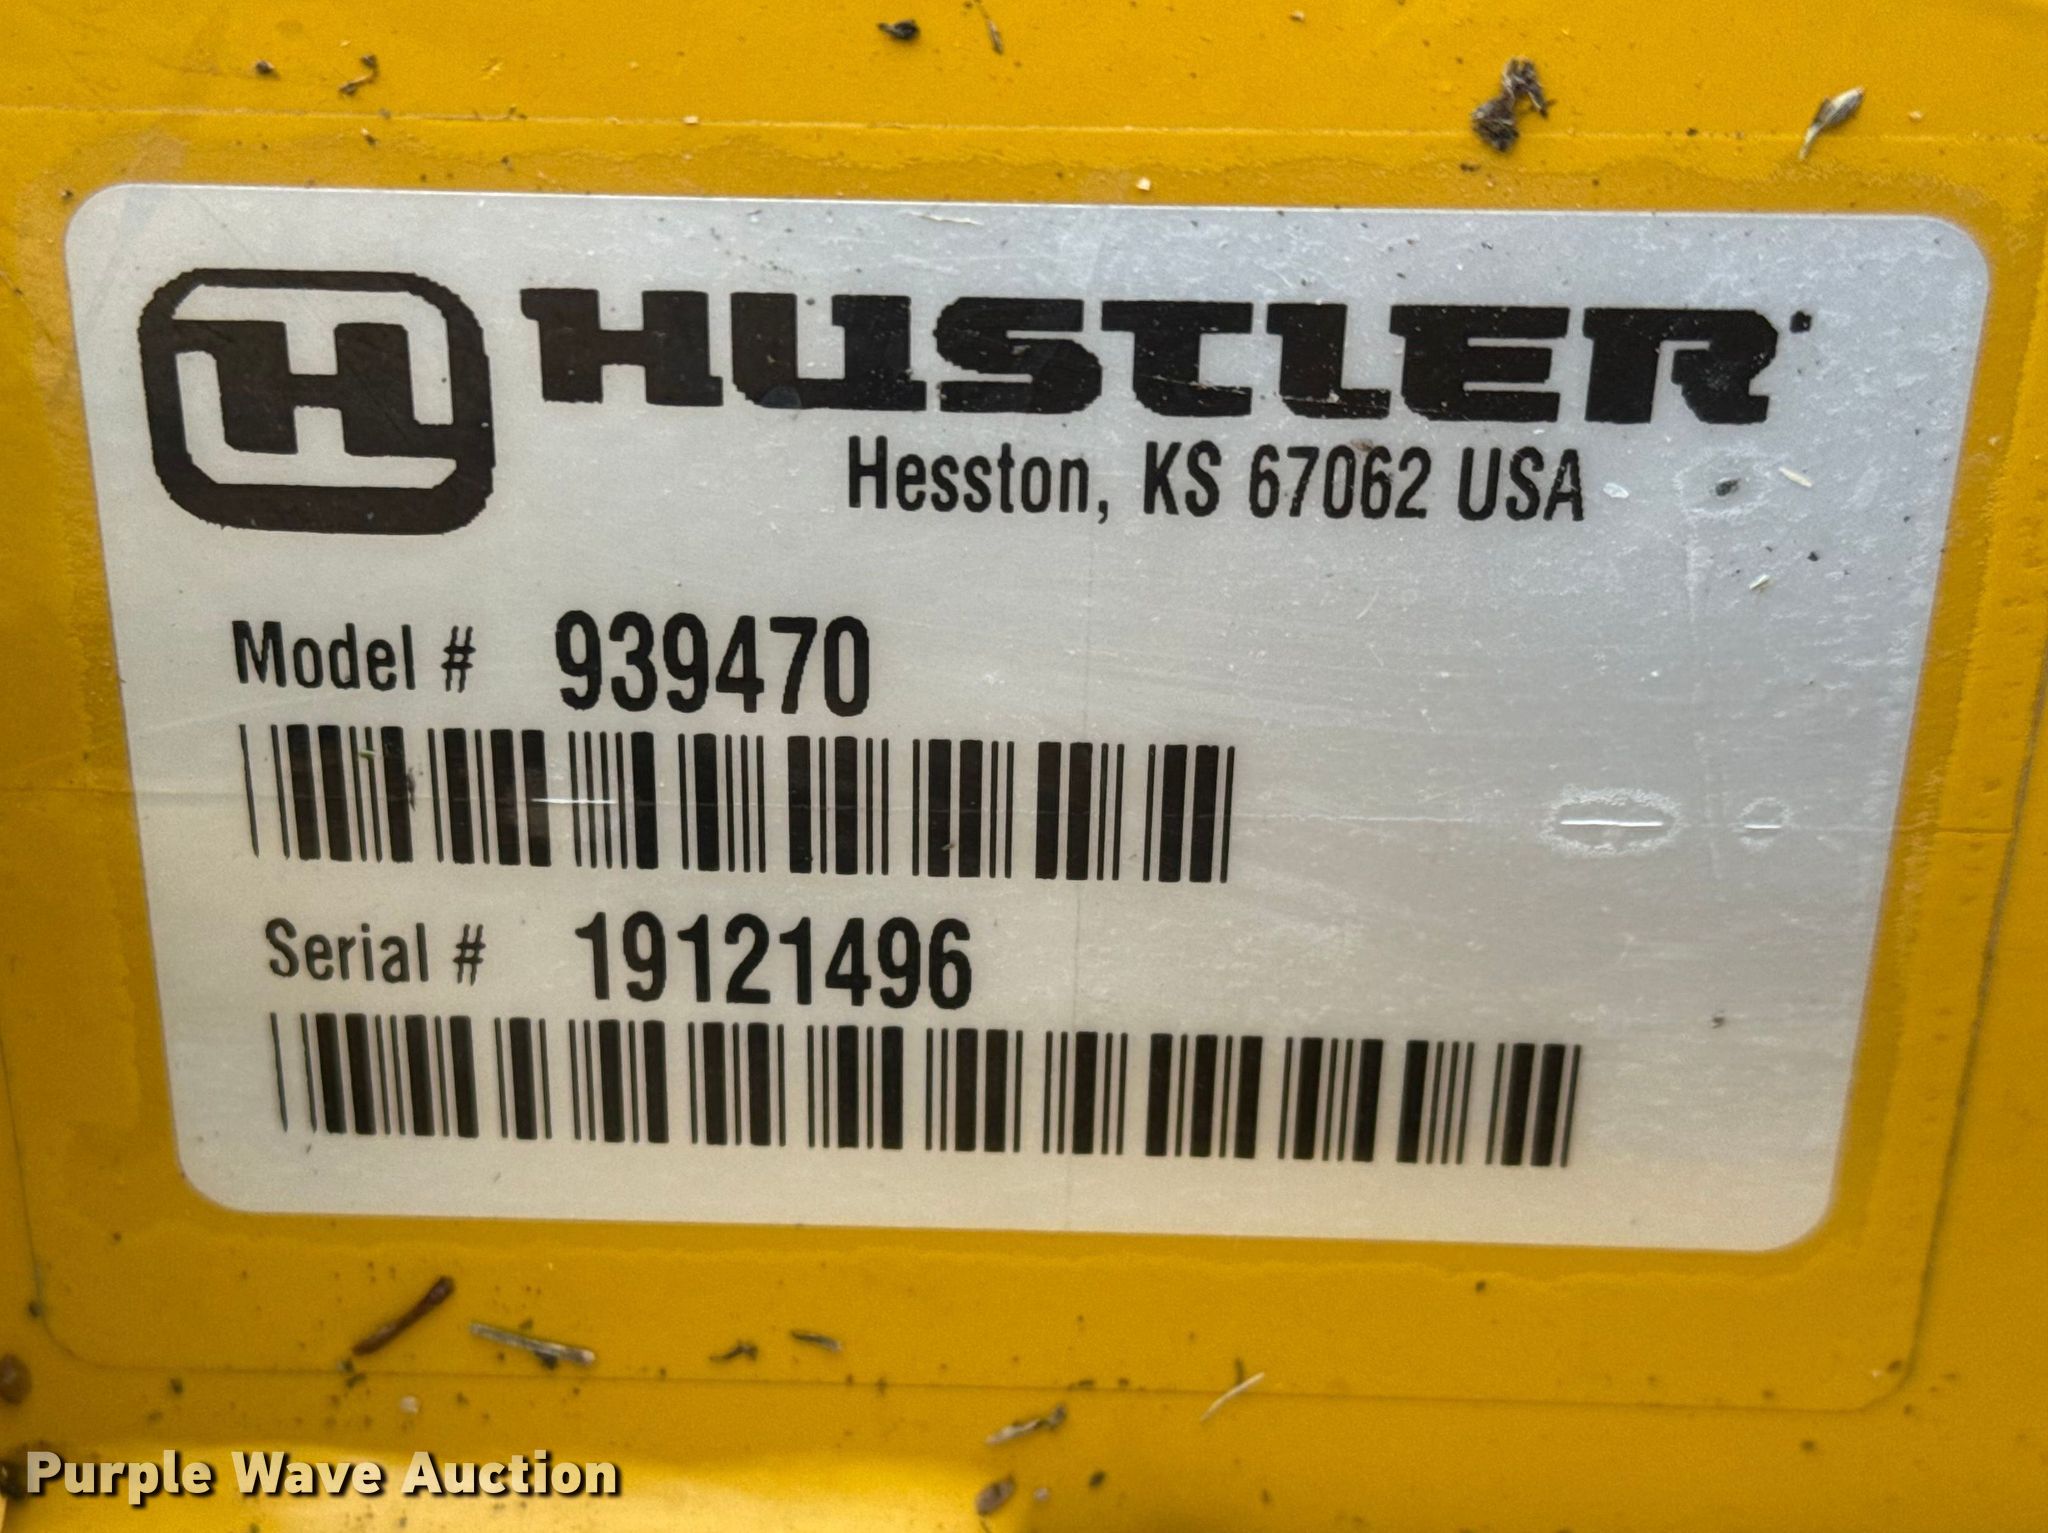 H HUSTLER
Hesston, KS 67062 USA
Model # 939470
Serial # 19121496
Purple Wave Auction